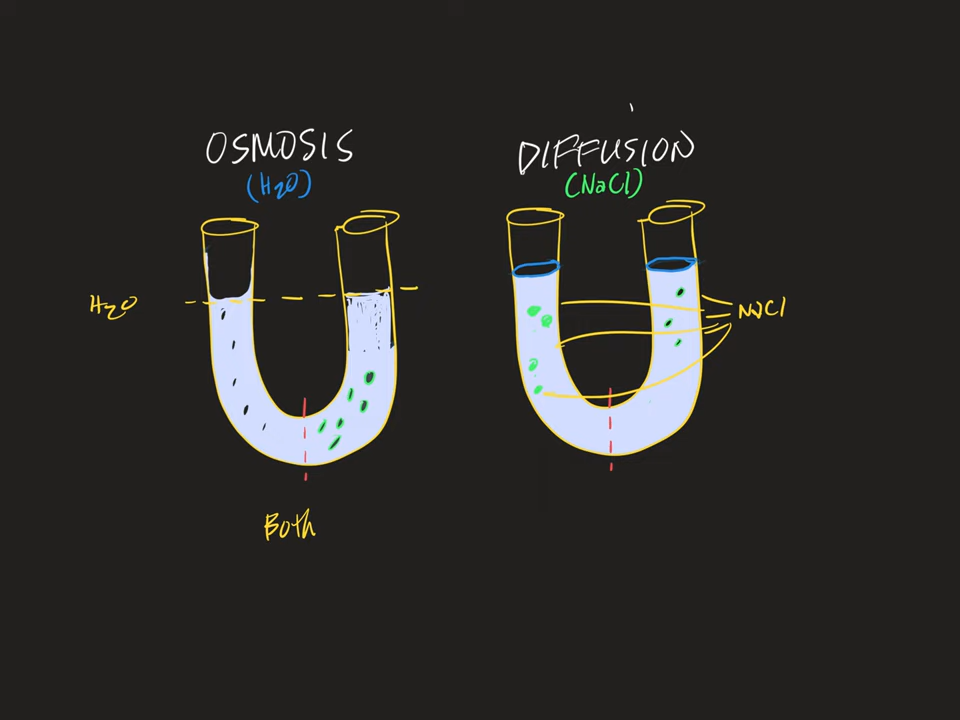 OSMOSIS
(H2O)
DIFFUSION
(NaCl)
H2O
NaCl
Both